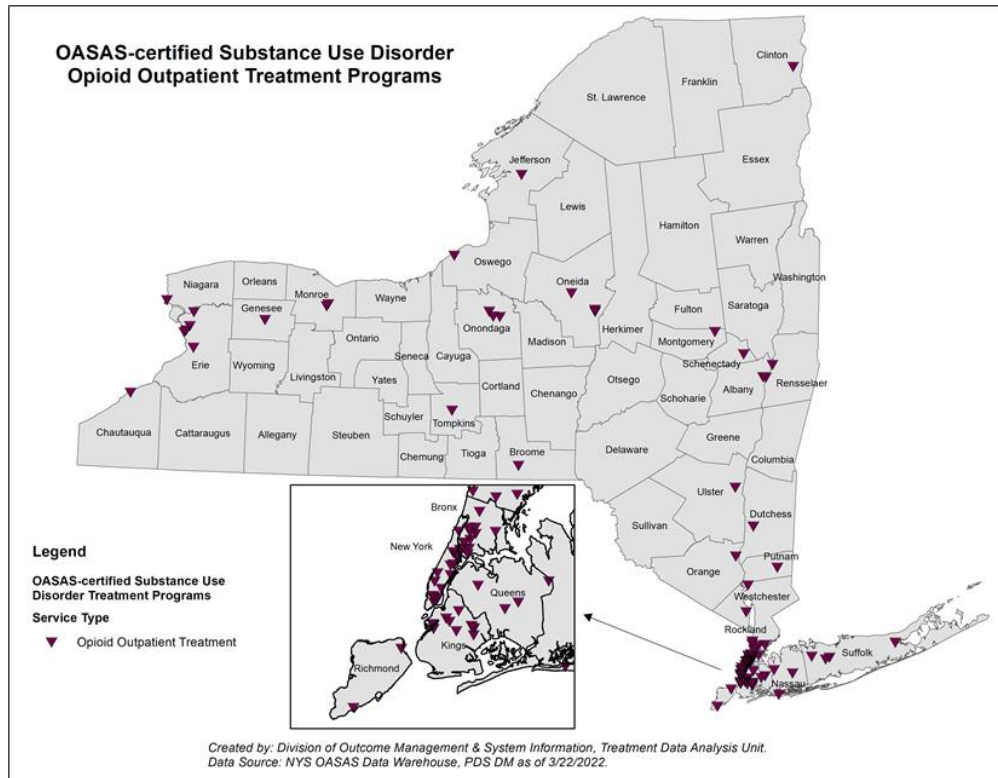 OASAS-certified Substance Use Disorder
Opioid Outpatient Treatment Programs
Clinton
Franklin
St. Lawrence
Essex
Jefferson
Lewis
Hamilton
Warren
Washington
Oswego
Oneida
Herkimer
Fulton
Saratoga
Niagara
Orleans
Monroe
Wayne
Genesee
Onondaga
Madison
Montgomery
Schenectady
Ontario
Seneca
Cayuga
Erie
Wyoming
Livingston
Yates
Cortland
Chenango
Otsego
Schoharie
Albany
Rensselaer
Schuyler
Tompkins
Chautauqua
Cattaraugus
Allegany
Steuben
Chemung
Tioga
Broome
Delaware
Greene
Columbia
Ulster
Dutchess
Sullivan
Orange
Putnam
Westchester
Rockland
Suffolk
Nassau
Bronx
New York
Queens
Kings
Richmond
Legend
OASAS-certified Substance Use
Disorder Treatment Programs
Service Type
Opioid Outpatient Treatment
Created by: Division of Outcome Management & System Information, Treatment Data Analysis Unit.
Data Source: NYS OASAS Data Warehouse, PDS DM as of 3/22/2022.